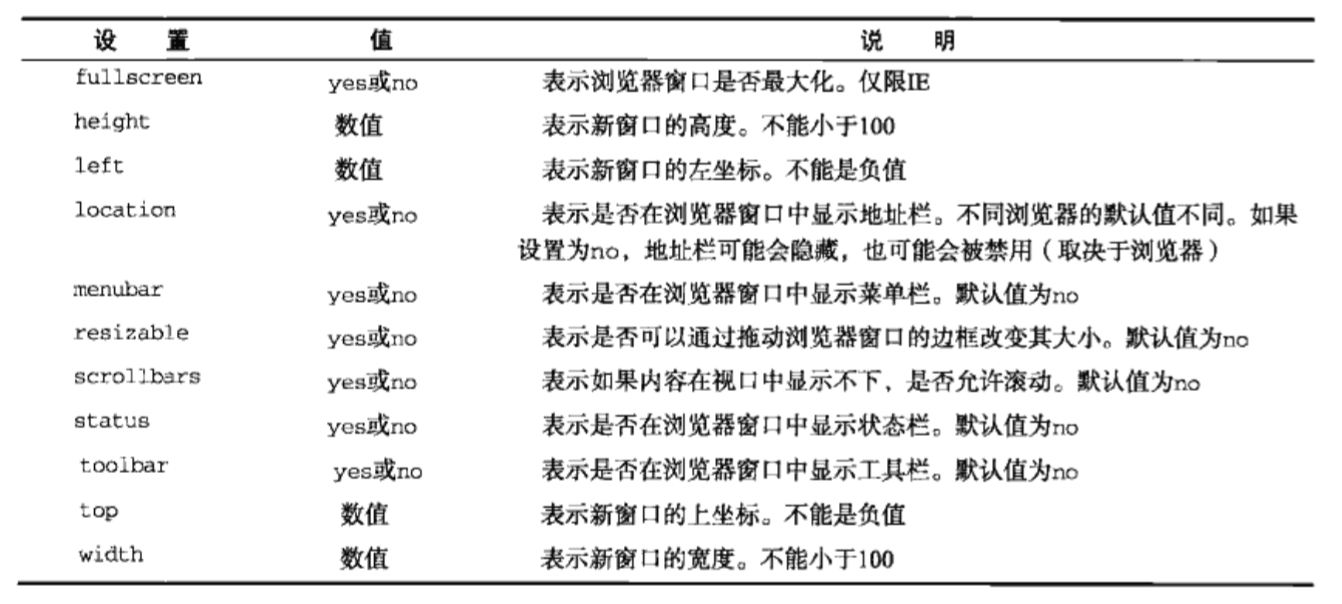 设 置 值 说 明
fullscreen yes或no 表示浏览器窗口是否最大化。仅限IE
height 数值 表示新窗口的高度。不能小于100
left 数值 表示新窗口的左坐标。不能是负值
location yes或no 表示是否在浏览器窗口中显示地址栏。不同浏览器的默认值不同。如果
设置为no，地址栏可能会隐藏，也可能会被禁用（取决于浏览器）
menubar yes或no 表示是否在浏览器窗口中显示菜单栏。默认值为no
resizable yes或no 表示是否可以通过拖动浏览器窗口的边框改变其大小。默认值为no
scrollbars yes或no 表示如果内容在视口中显示不下，是否允许滚动。默认值为no
status yes或no 表示是否在浏览器窗口中显示状态栏。默认值为no
toolbar yes或no 表示是否在浏览器窗口中显示工具栏。默认值为no
top 数值 表示新窗口的上坐标。不能是负值
width 数值 表示新窗口的宽度。不能小于100